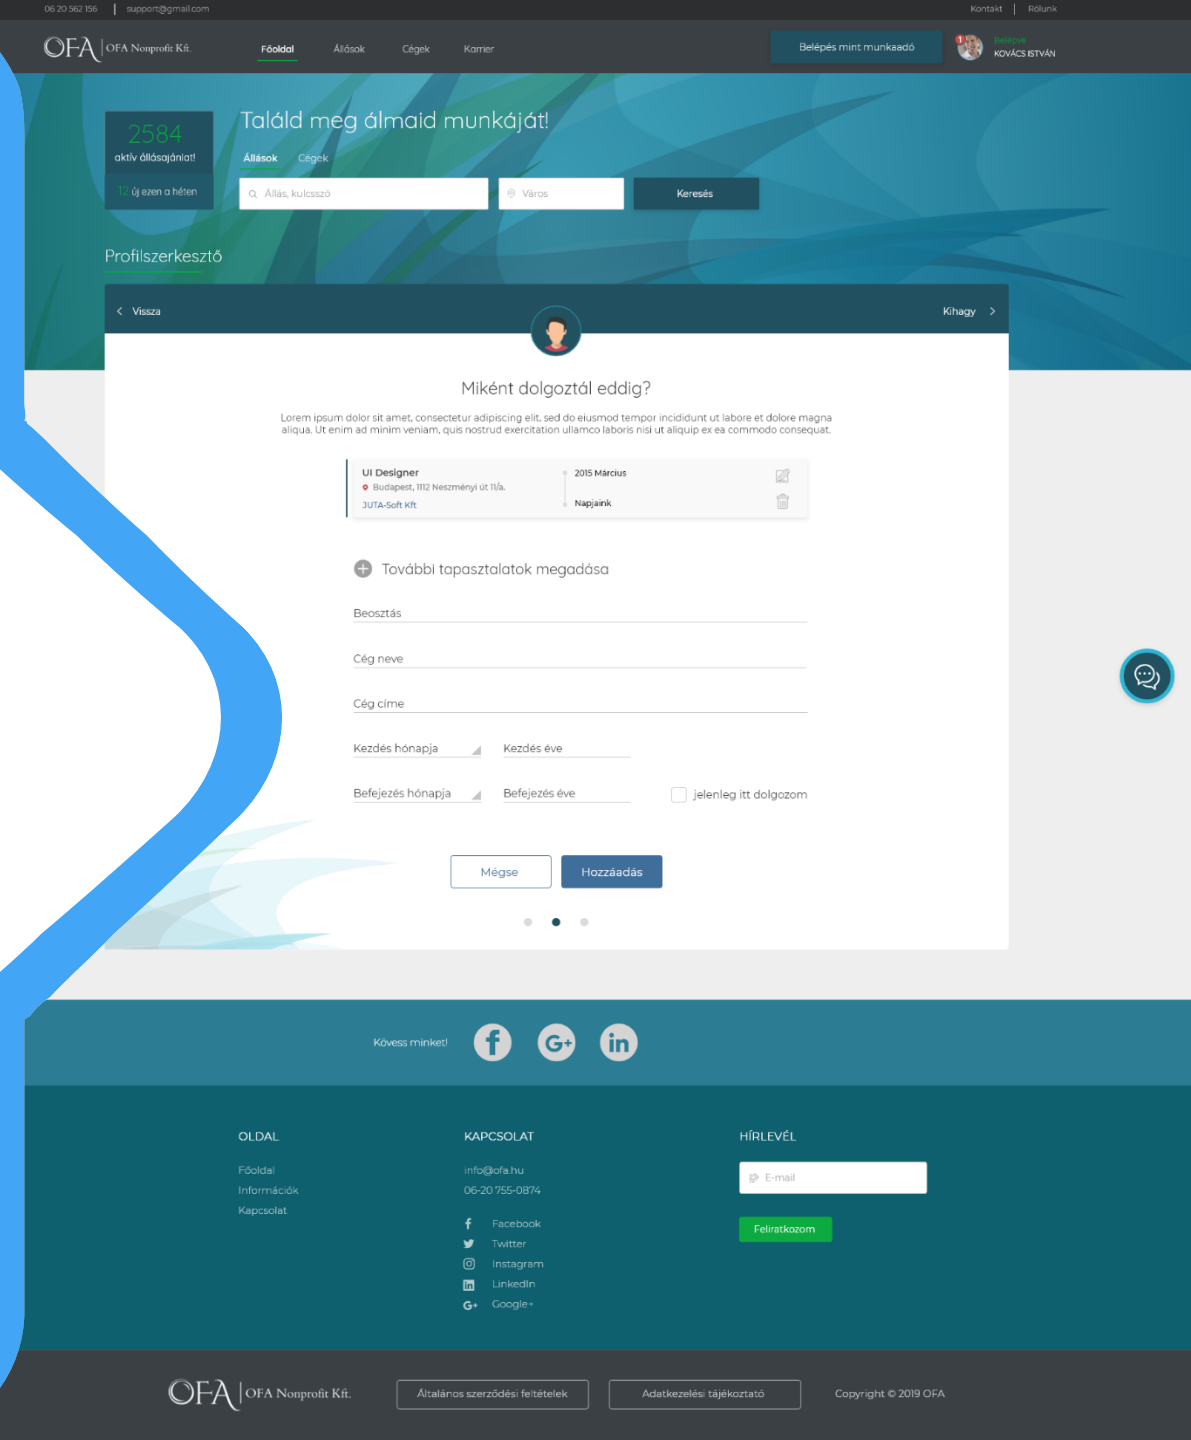 06 20 562 156 | support@gmail.com Kontakt | Rólunk
OFA | OFA Nonprofit Kft. Főoldal Állások Cégek Karrier Belépés mint munkaadó 1 Belépve
KOVÁCS ISTVÁN
2584
aktív állásajánlat!
12 új ezen a héten
Találd meg álmaid munkáját!
Állások Cégek
Állás, kulcsszó Város Keresés
Profilszerkesztő
Vissza Kihagy
Miként dolgoztál eddig?
Lorem ipsum dolor sit amet, consectetur adipiscing elit, sed do eiusmod tempor incididunt ut labore et dolore magna
aliqua. Ut enim ad minim veniam, quis nostrud exercitation ullamco laboris nisi ut aliquip ex ea commodo consequat.
UI Designer 2015 Március
Budapest, 1112 Neszményi út 11/a.
JUTA-Soft Kft Napjaink
További tapasztalatok megadása
Beosztás
Cég neve
Cég címe
Kezdés hónapja Kezdés éve
Befejezés hónapja Befejezés éve jelenleg itt dolgozom
Mégse Hozzáadás
Kövess minket! f G+ in
OLDAL
Főoldal
Információk
Kapcsolat
KAPCSOLAT
info@ofa.hu
06-20 755-0874
Facebook
Twitter
Instagram
LinkedIn
G+ Google+
HÍRLEVÉL
E-mail
Feliratkozom
OFA | OFA Nonprofit Kft. Általános szerződési feltételek Adatkezelési tájékoztató Copyright © 2019 OFA